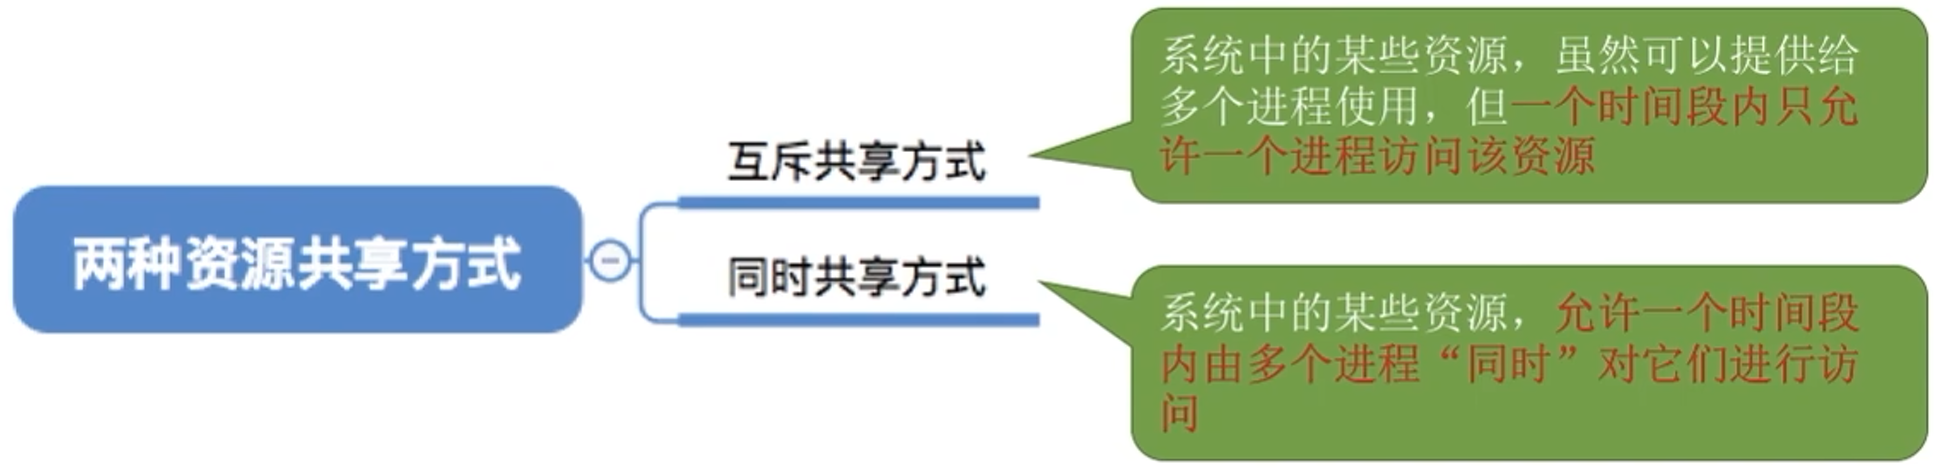 两种资源共享方式
互斥共享方式
系统中的某些资源，虽然可以提供给
多个进程使用，但一个时间段内只允
许一个进程访问该资源
同时共享方式
系统中的某些资源，允许一个时间段
内由多个进程“同时”对它们进行访
问